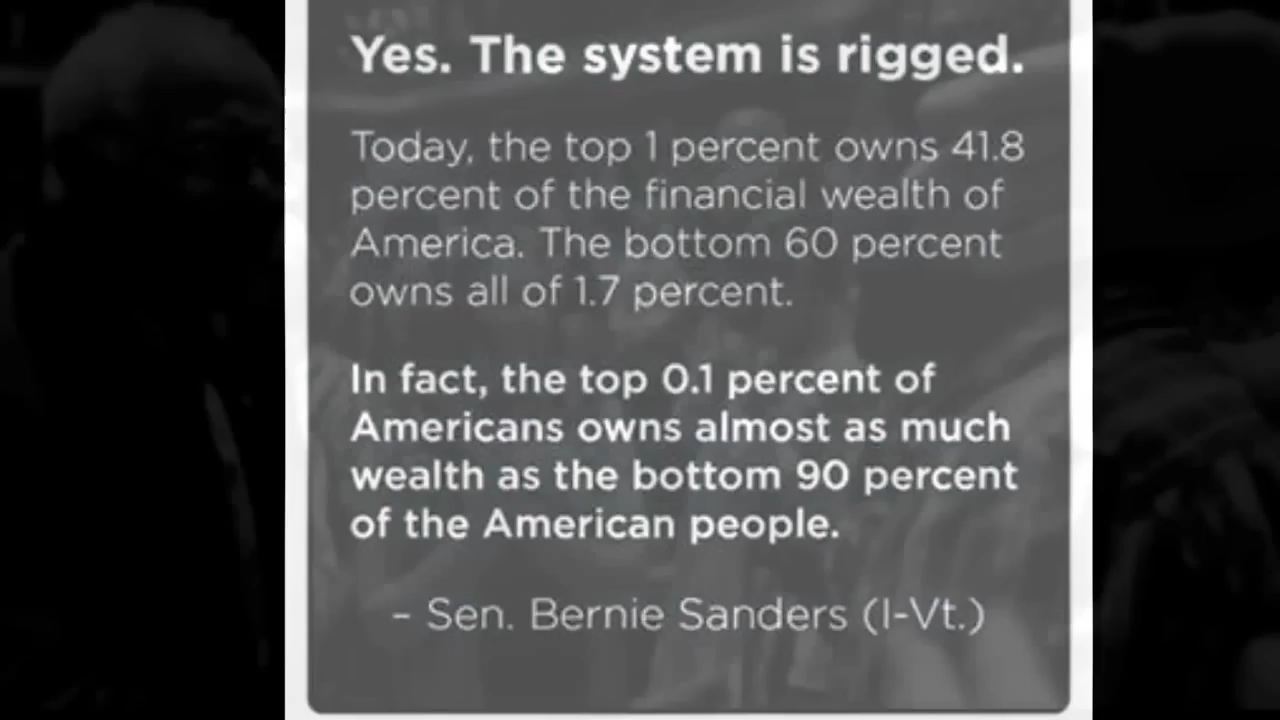 Yes. The system is rigged.
Today, the top 1 percent owns 41.8
percent of the financial wealth of
America. The bottom 60 percent
owns all of 1.7 percent.
In fact, the top 0.1 percent of
Americans owns almost as much
wealth as the bottom 90 percent
of the American people.
– Sen. Bernie Sanders (I-Vt.)